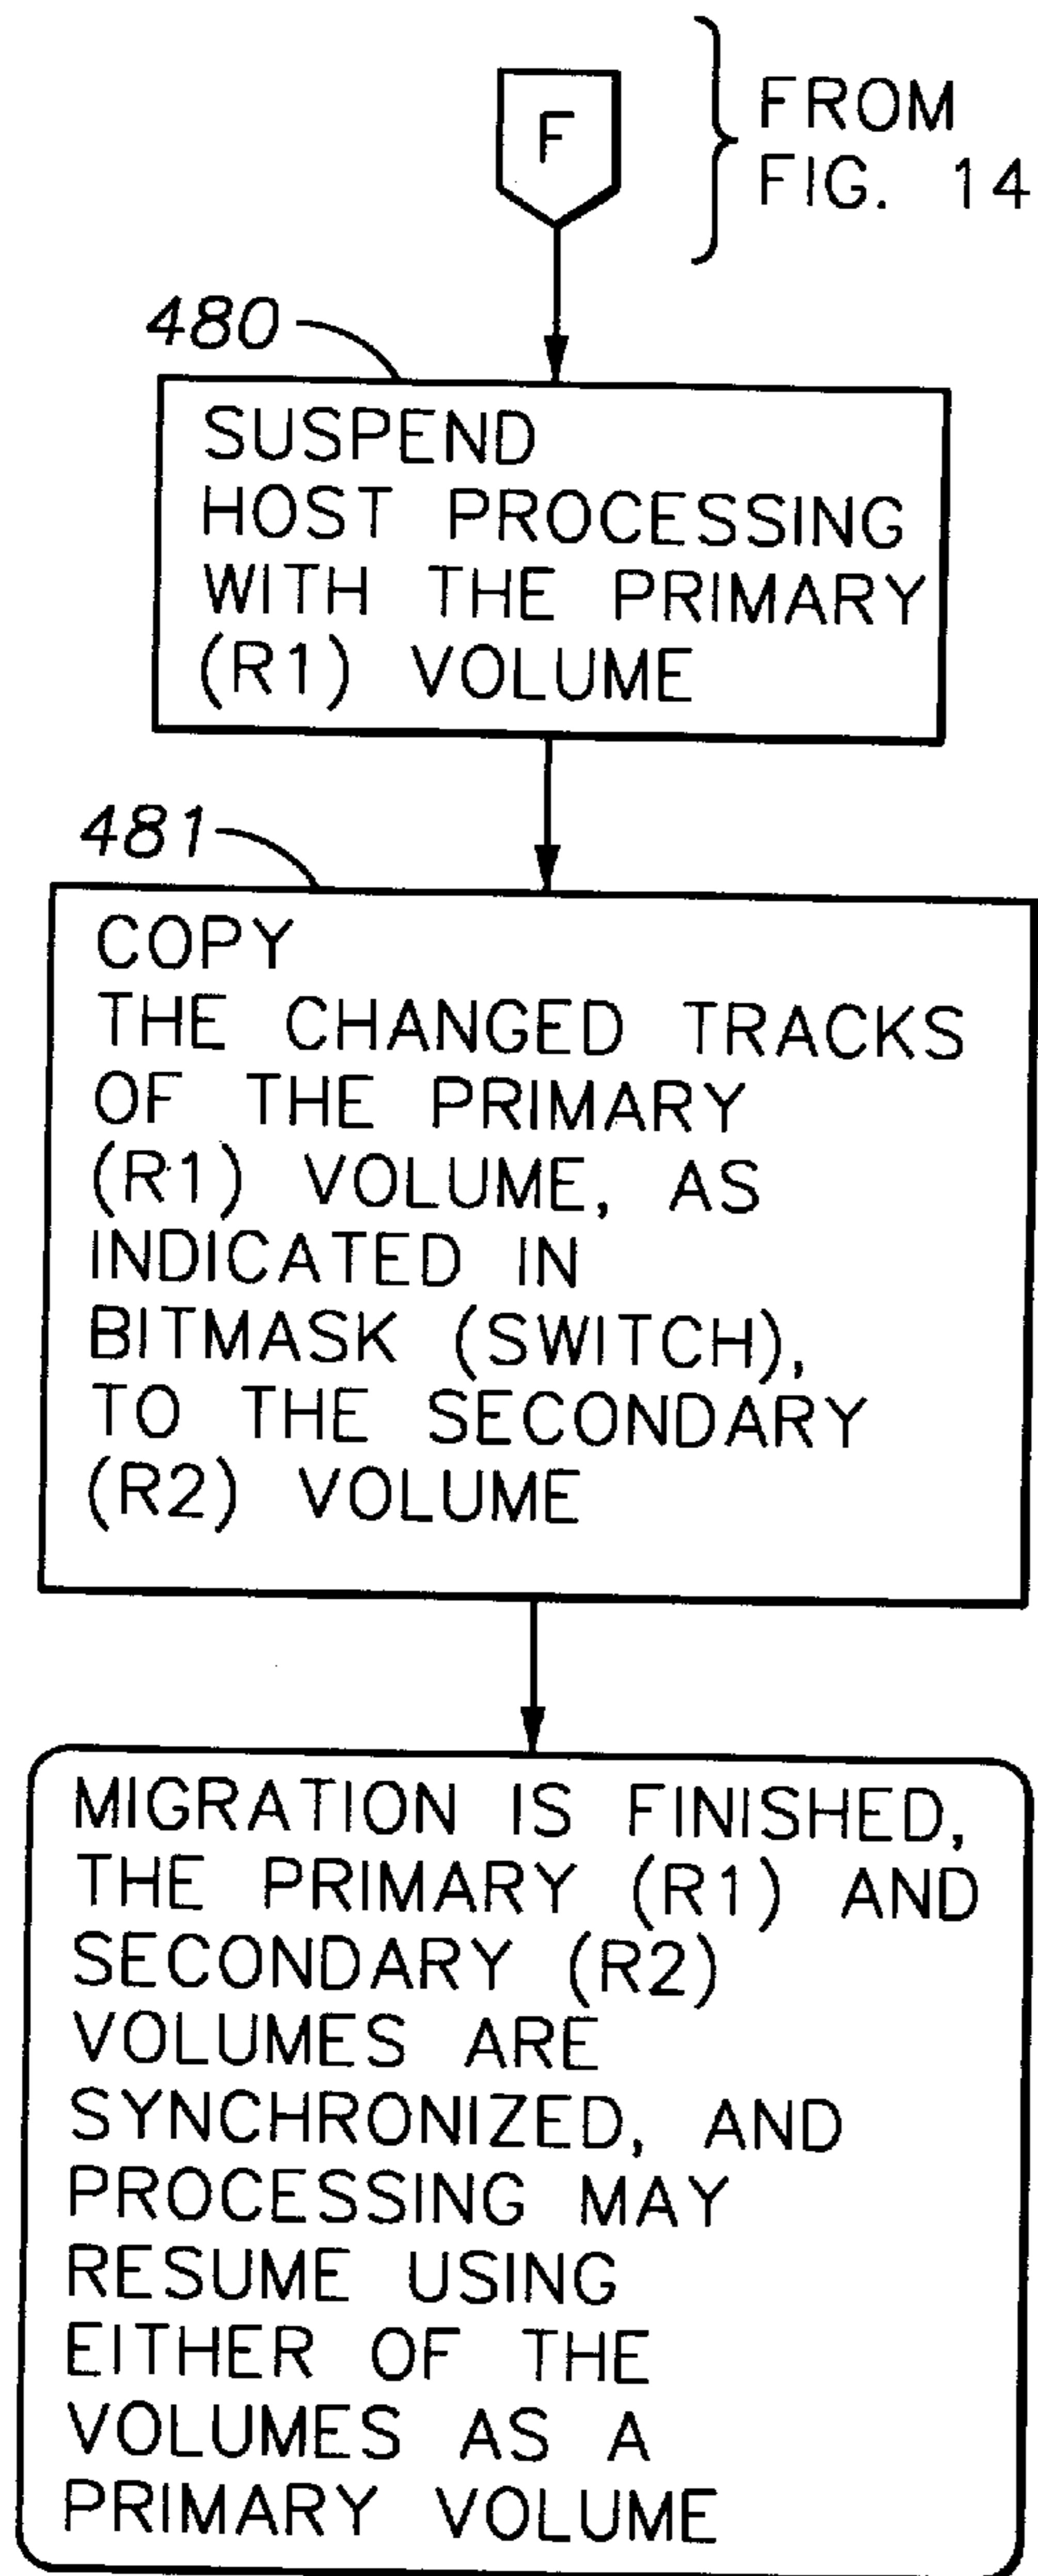 F
FROM
FIG. 14
480
SUSPEND
HOST PROCESSING
WITH THE PRIMARY
(R1) VOLUME
481
COPY
THE CHANGED TRACKS
OF THE PRIMARY
(R1) VOLUME, AS
INDICATED IN
BITMASK (SWITCH),
TO THE SECONDARY
(R2) VOLUME
MIGRATION IS FINISHED,
THE PRIMARY (R1) AND
SECONDARY (R2)
VOLUMES ARE
SYNCHRONIZED, AND
PROCESSING MAY
RESUME USING
EITHER OF THE
VOLUMES AS A
PRIMARY VOLUME